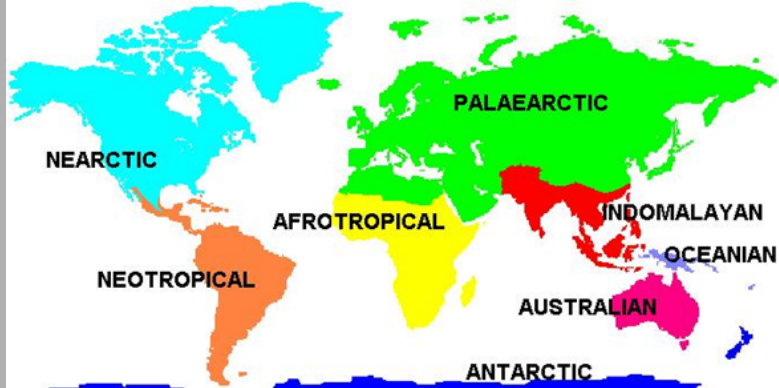 PALAEARCTIC
NEARCTIC
INDOMALAYAN
AFROTROPICAL
OCEANIAN
NEOTROPICAL
AUSTRALIAN
ANTARCTIC